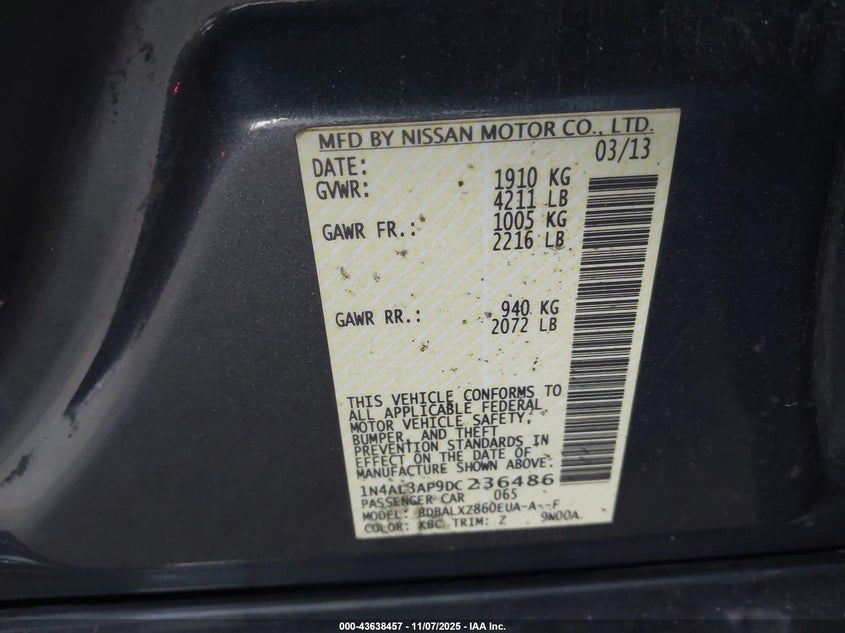 MFD BY NISSAN MOTOR CO., LTD.
DATE: 03/13
GVWR: 1910 KG
4211 LB
GAWR FR.: 1005 KG
2216 LB
GAWR RR.: 940 KG
2072 LB
THIS VEHICLE CONFORMS TO
ALL APPLICABLE FEDERAL
MOTOR VEHICLE SAFETY,
BUMPER, AND THEFT
PREVENTION STANDARDS IN
EFFECT ON THE DATE OF
MANUFACTURE SHOWN ABOVE.
1N4AL3AP9DC236486
PASSENGER CAR 065
MODEL: BDBALXZ860EUA-A--F
COLOR: KBC TRIM: Z 9N00A
000-43638457 - 11/07/2025 - IAA Inc.